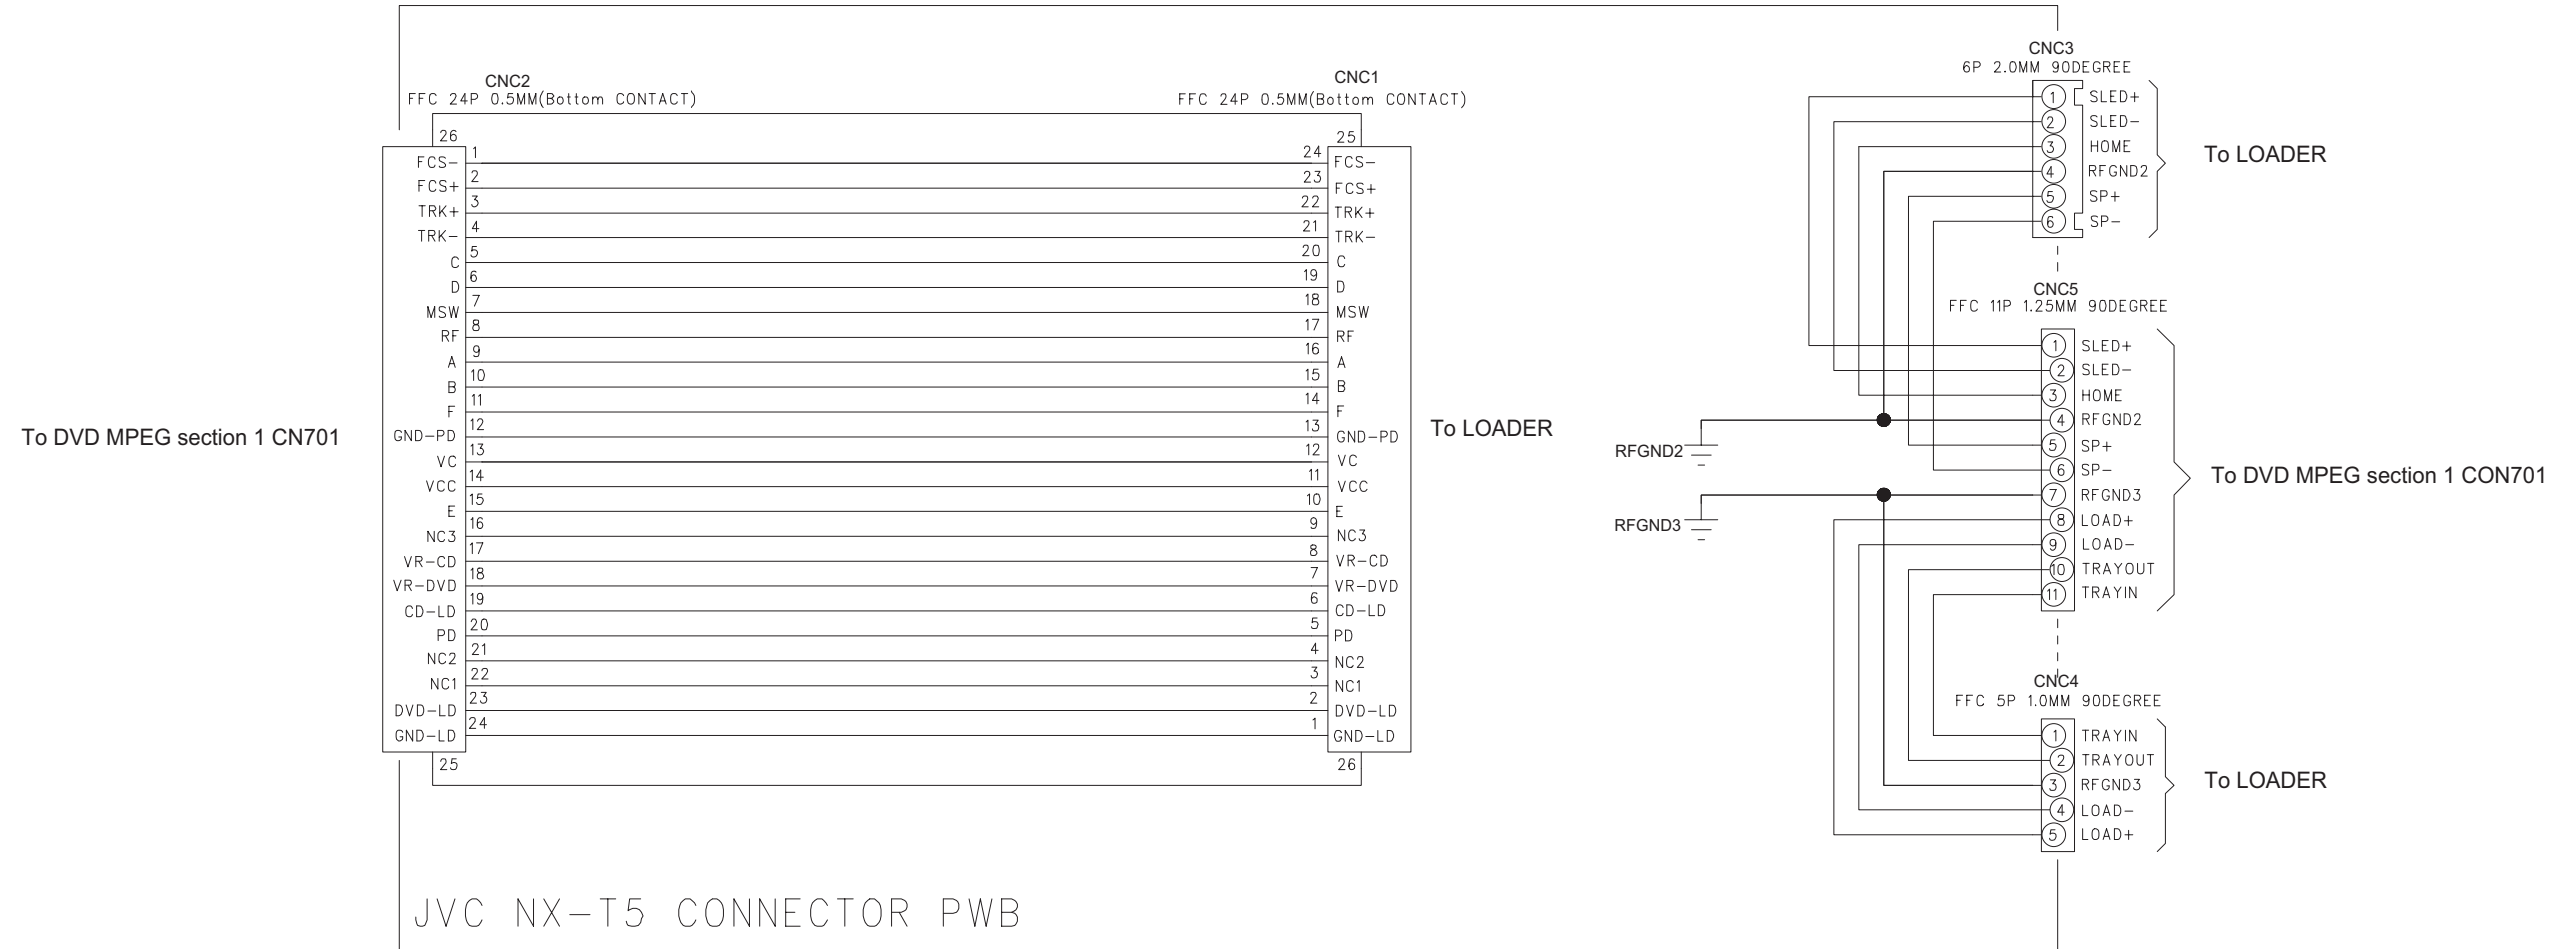 CNC2
FFC 24P 0.5MM(Bottom CONTACT)
26
FCS- 1
FCS+ 2
TRK+ 3
TRK- 4
C 5
D 6
MSW 7
RF 8
A 9
B 10
F 11
GND-PD 12
VC 13
VCC 14
E 15
NC3 16
VR-CD 17
VR-DVD 18
CD-LD 19
PD 20
NC2 21
NC1 22
DVD-LD 23
GND-LD 24
25
To DVD MPEG section 1 CN701
CNC1
FFC 24P 0.5MM(Bottom CONTACT)
25
24 FCS-
23 FCS+
22 TRK+
21 TRK-
20 C
19 D
18 MSW
17 RF
16 A
15 B
14 F
13 GND-PD
12 VC
11 VCC
10 E
9 NC3
8 VR-CD
7 VR-DVD
6 CD-LD
5 PD
4 NC2
3 NC1
2 DVD-LD
1 GND-LD
26
To LOADER
CNC3
6P 2.0MM 90DEGREE
1 SLED+
2 SLED-
3 HOME
4 RFGND2
5 SP+
6 SP-
To LOADER
CNC5
FFC 11P 1.25MM 90DEGREE
1 SLED+
2 SLED-
3 HOME
4 RFGND2
5 SP+
6 SP-
7 RFGND3
8 LOAD+
9 LOAD-
10 TRAYOUT
11 TRAYIN
To DVD MPEG section 1 CON701
RFGND2
RFGND3
CNC4
FFC 5P 1.0MM 90DEGREE
1 TRAYIN
2 TRAYOUT
3 RFGND3
4 LOAD-
5 LOAD+
To LOADER
JVC NX-T5 CONNECTOR PWB